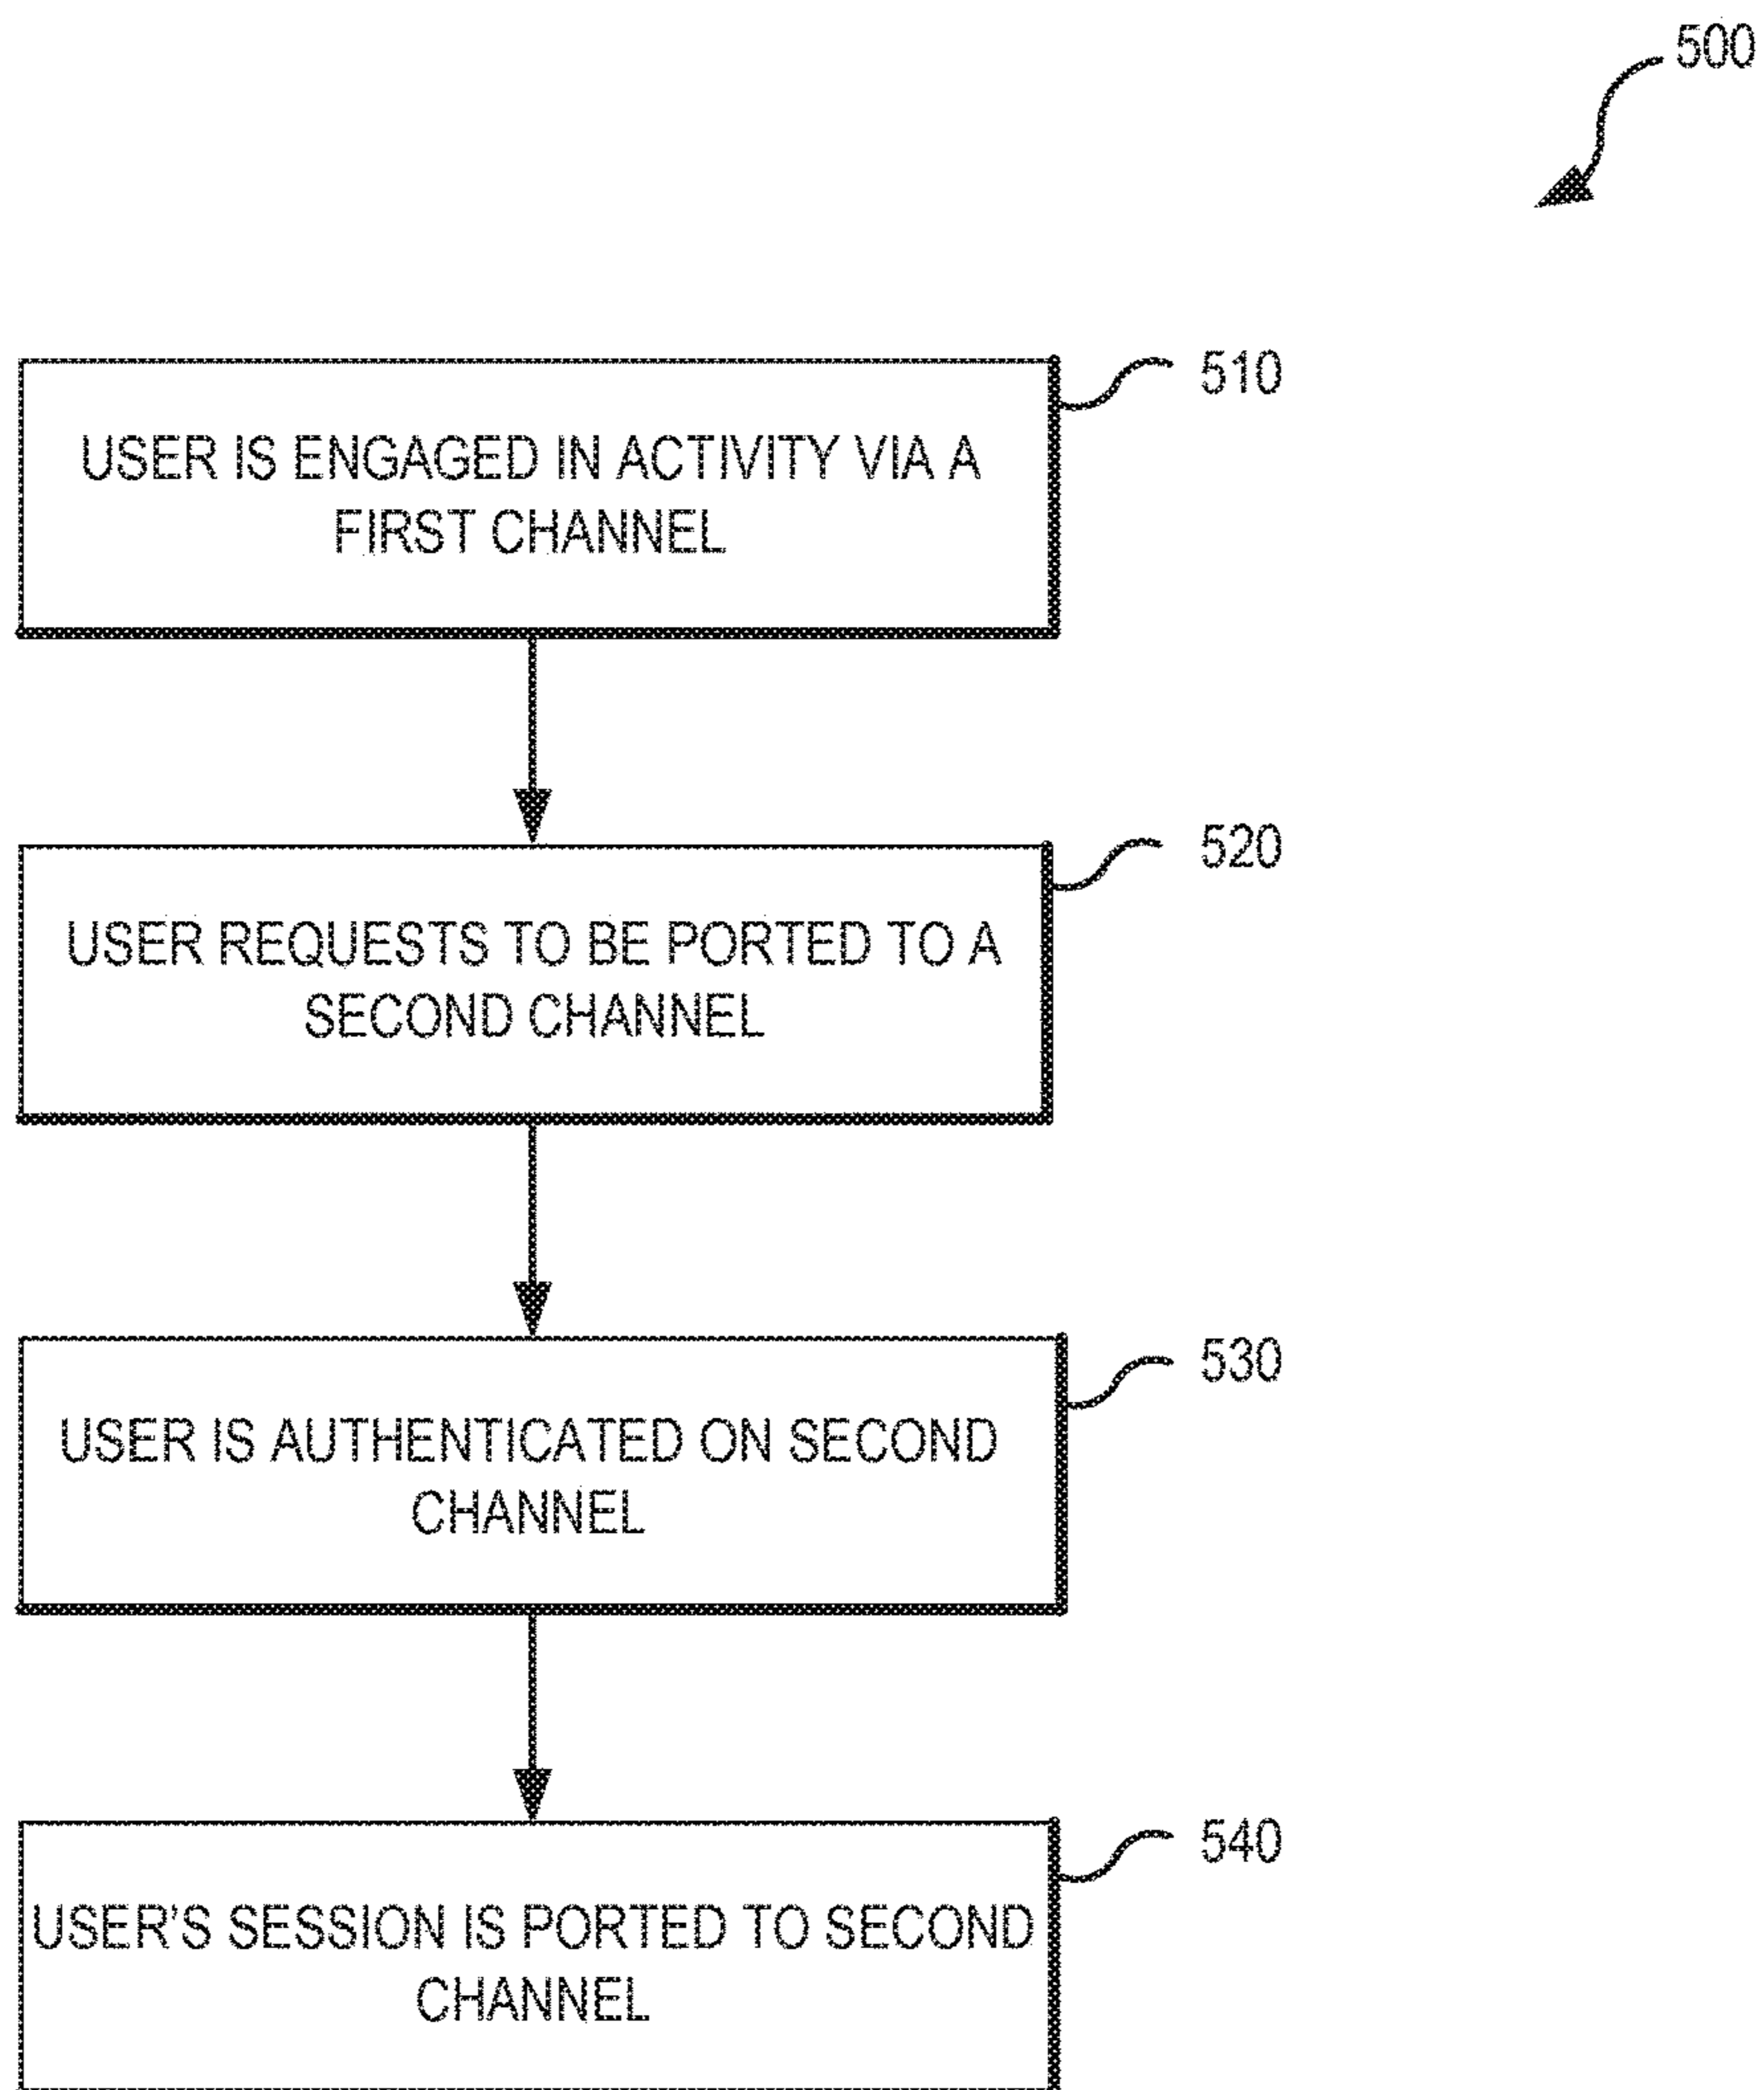 500
510
USER IS ENGAGED IN ACTIVITY VIA A
FIRST CHANNEL
520
USER REQUESTS TO BE PORTED TO A
SECOND CHANNEL
530
USER IS AUTHENTICATED ON SECOND
CHANNEL
540
USER'S SESSION IS PORTED TO SECOND
CHANNEL